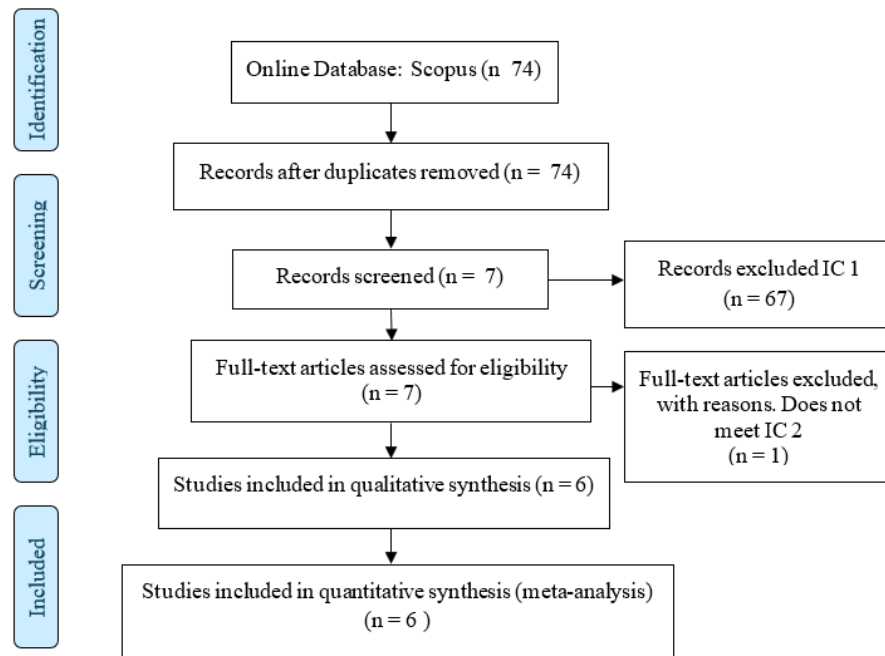 Identification
Online Database: Scopus (n 74)
Records after duplicates removed (n = 74)
Screening
Records screened (n = 7)
Records excluded IC 1
(n = 67)
Eligibility
Full-text articles assessed for eligibility
(n = 7)
Full-text articles excluded,
with reasons. Does not
meet IC 2
(n = 1)
Studies included in qualitative synthesis (n = 6)
Included
Studies included in quantitative synthesis (meta-analysis)
(n = 6 )